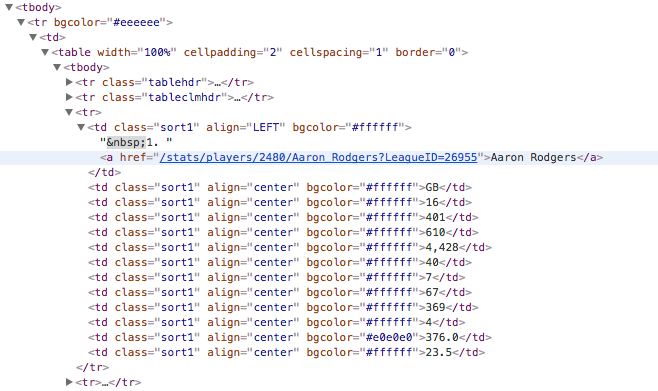 ▼<tbody>
▼<tr bgcolor="#eeeeee">
▼<td>
▼<table width="100%" cellpadding="2" cellspacing="1" border="0">
▼<tbody>
▶<tr class="tablehdr">…</tr>
▶<tr class="tableclmhdr">…</tr>
▼<tr>
▼<td class="sort1" align="LEFT" bgcolor="#ffffff">
"&nbsp;1. "
<a href="/stats/players/2480/Aaron Rodgers?LeagueID=26955">Aaron Rodgers</a>
</td>
<td class="sort1" align="center" bgcolor="#ffffff">GB</td>
<td class="sort1" align="center" bgcolor="#ffffff">16</td>
<td class="sort1" align="center" bgcolor="#ffffff">401</td>
<td class="sort1" align="center" bgcolor="#ffffff">610</td>
<td class="sort1" align="center" bgcolor="#ffffff">4,428</td>
<td class="sort1" align="center" bgcolor="#ffffff">40</td>
<td class="sort1" align="center" bgcolor="#ffffff">7</td>
<td class="sort1" align="center" bgcolor="#ffffff">67</td>
<td class="sort1" align="center" bgcolor="#ffffff">369</td>
<td class="sort1" align="center" bgcolor="#ffffff">4</td>
<td class="sort1" align="center" bgcolor="#e0e0e0">376.0</td>
<td class="sort1" align="center" bgcolor="#ffffff">23.5</td>
</tr>
▶<tr>…</tr>